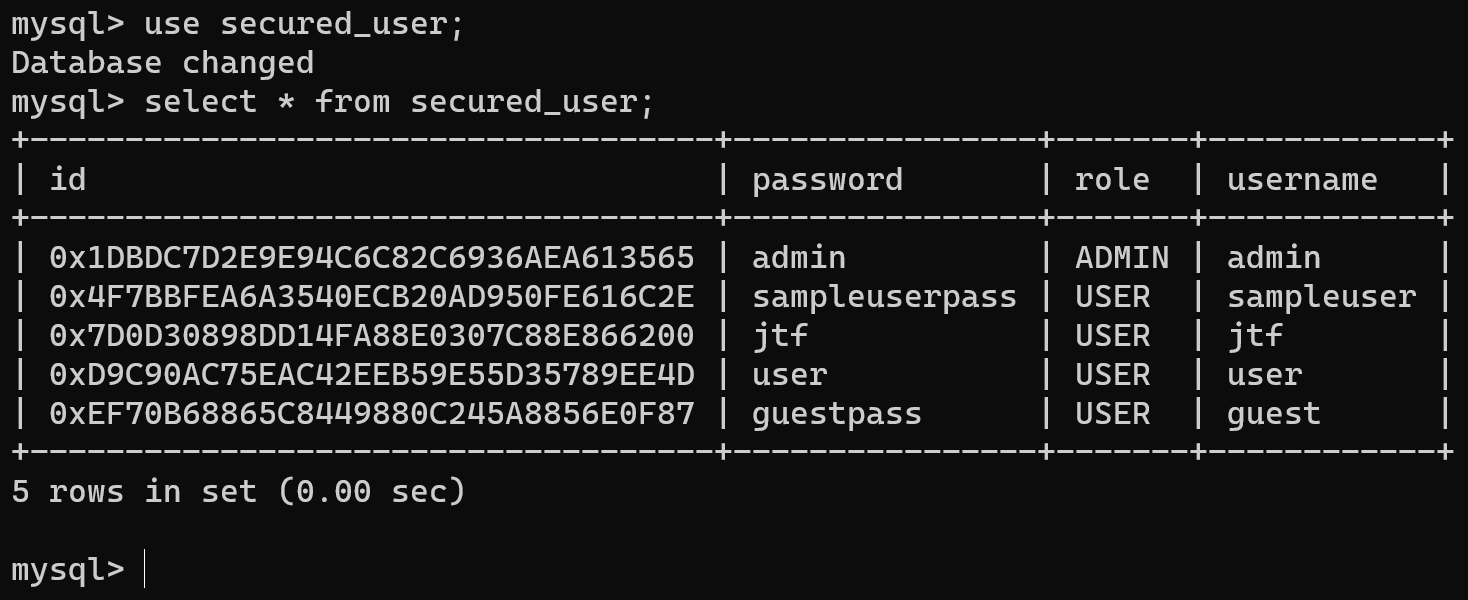 mysql> use secured_user;
Database changed
mysql> select * from secured_user;
+------------------------------------+----------------+-------+------------+
| id                                 | password       | role  | username   |
+------------------------------------+----------------+-------+------------+
| 0x1DBDC7D2E9E94C6C82C6936AEA613565 | admin          | ADMIN | admin      |
| 0x4F7BBFEA6A3540ECB20AD950FE616C2E | sampleuserpass | USER  | sampleuser |
| 0x7D0D30898DD14FA88E0307C88E866200 | jtf            | USER  | jtf        |
| 0xD9C90AC75EAC42EEB59E55D35789EE4D | user           | USER  | user       |
| 0xEF70B68865C8449880C245A8856E0F87 | guestpass      | USER  | guest      |
+------------------------------------+----------------+-------+------------+
5 rows in set (0.00 sec)
mysql>